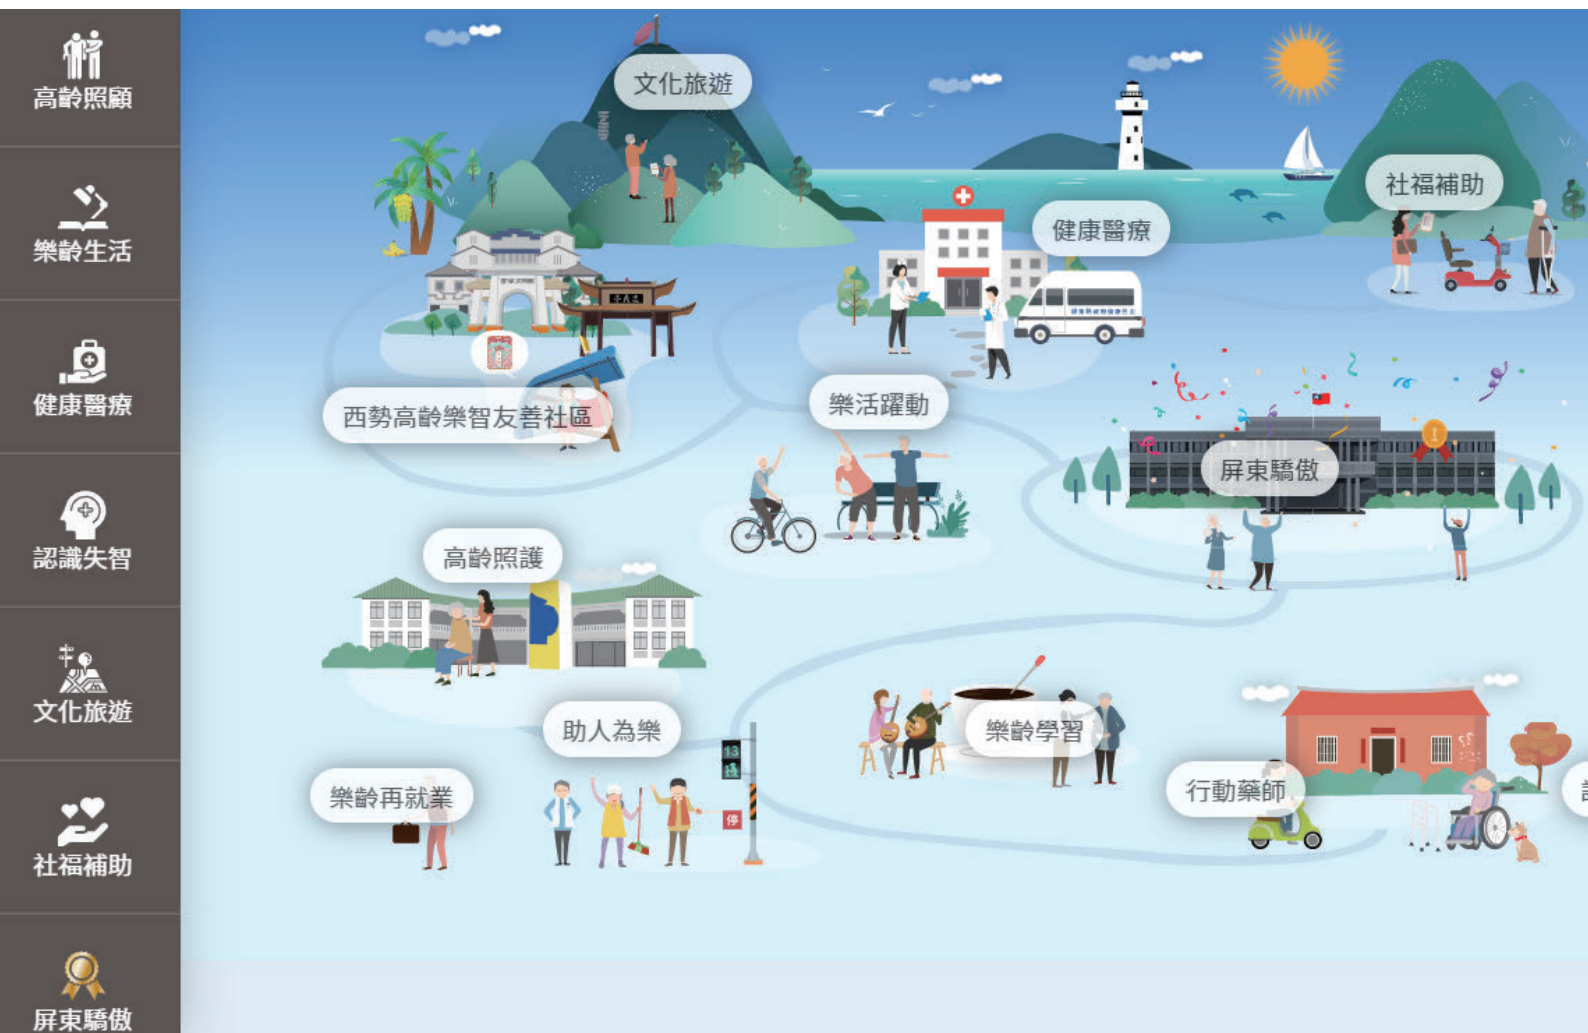 高齡照顧
樂齡生活
健康醫療
認識失智
文化旅遊
社福補助
屏東驕傲
文化旅遊
社福補助
健康醫療
西勢高齡樂智友善社區
樂活躍動
屏東驕傲
1
高齡照護
助人為樂
13
停
樂齡再就業
樂齡學習
行動藥師